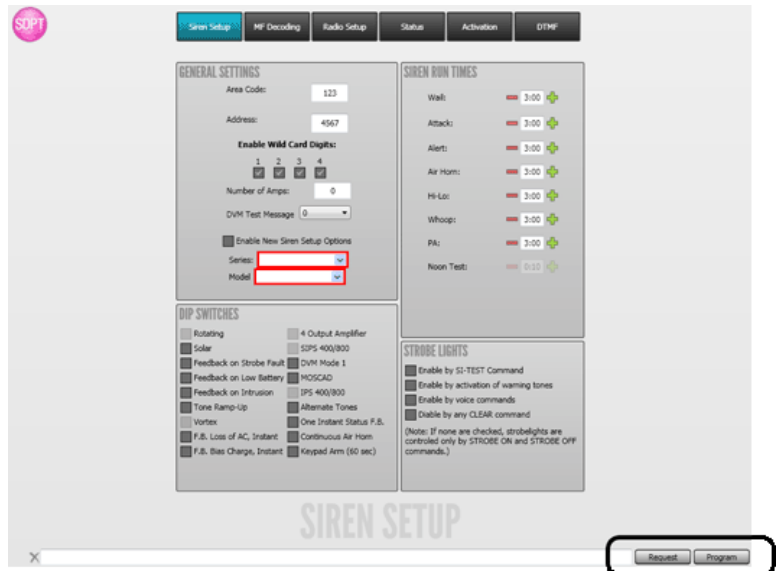 SOPT
Siren Setup MF Decoding Radio Setup Status Activation DTMF
GENERAL SETTINGS
Area Code: 123
Address: 4567
Enable Wild Card Digits:
1 2 3 4
Number of Amps: 0
DVM Test Message 0
Enable New Siren Setup Options
Series:
Model
SIREN RUN TIMES
Wail: 3:00
Attack: 3:00
Alert: 3:00
Air Horn: 3:00
Hi-Lo: 3:00
Whoop: 3:00
PA: 3:00
Noon Test: 0:10
DIP SWITCHES
Rotating 4 Output Amplifier
Solar SIPS 400/800
Feedback on Strobe Fault DVM Mode 1
Feedback on Low Battery MOSCAD
Feedback on Intrusion IPS 400/800
Tone Ramp-Up Alternate Tones
Vortex One Instant Status F.B.
F.B. Loss of AC, Instant Continuous Air Horn
F.B. Bias Charge, Instant Keypad Arm (60 sec)
STROBE LIGHTS
Enable by SI-TEST Command
Enable by activation of warning tones
Enable by voice commands
Diable by any CLEAR command
(Note: If none are checked, strobelights are
controled only by STROBE ON and STROBE OFF
commands.)
SIREN SETUP
Request Program